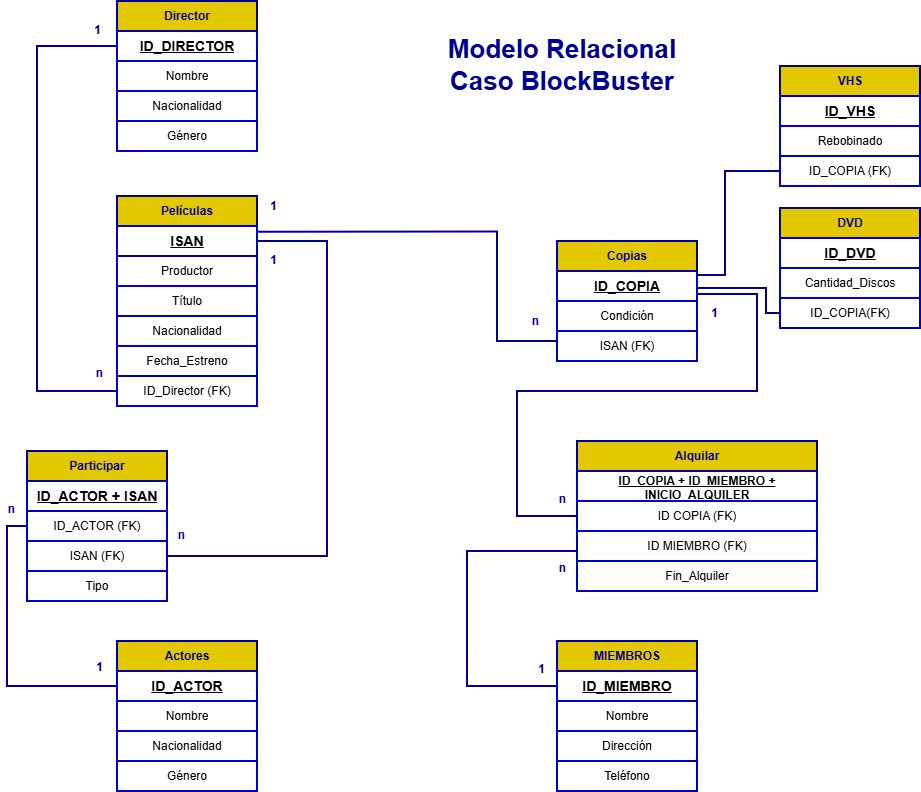 Modelo Relacional
Caso BlockBuster
1
Director
ID_DIRECTOR
Nombre
Nacionalidad
Género
Películas
ISAN
Productor
Título
Nacionalidad
Fecha_Estreno
ID_Director (FK)
1
1
n
Participar
ID_ACTOR + ISAN
ID_ACTOR (FK)
ISAN (FK)
Tipo
n
n
Actores
ID_ACTOR
Nombre
Nacionalidad
Género
1
Copias
ID_COPIA
Condición
ISAN (FK)
n
1
VHS
ID_VHS
Rebobinado
ID_COPIA (FK)
DVD
ID_DVD
Cantidad_Discos
ID_COPIA(FK)
Alquilar
ID_COPIA + ID_MIEMBRO +
INICIO_ALQUILER
ID COPIA (FK)
ID MIEMBRO (FK)
Fin_Alquiler
n
n
MIEMBROS
ID_MIEMBRO
Nombre
Dirección
Teléfono
1